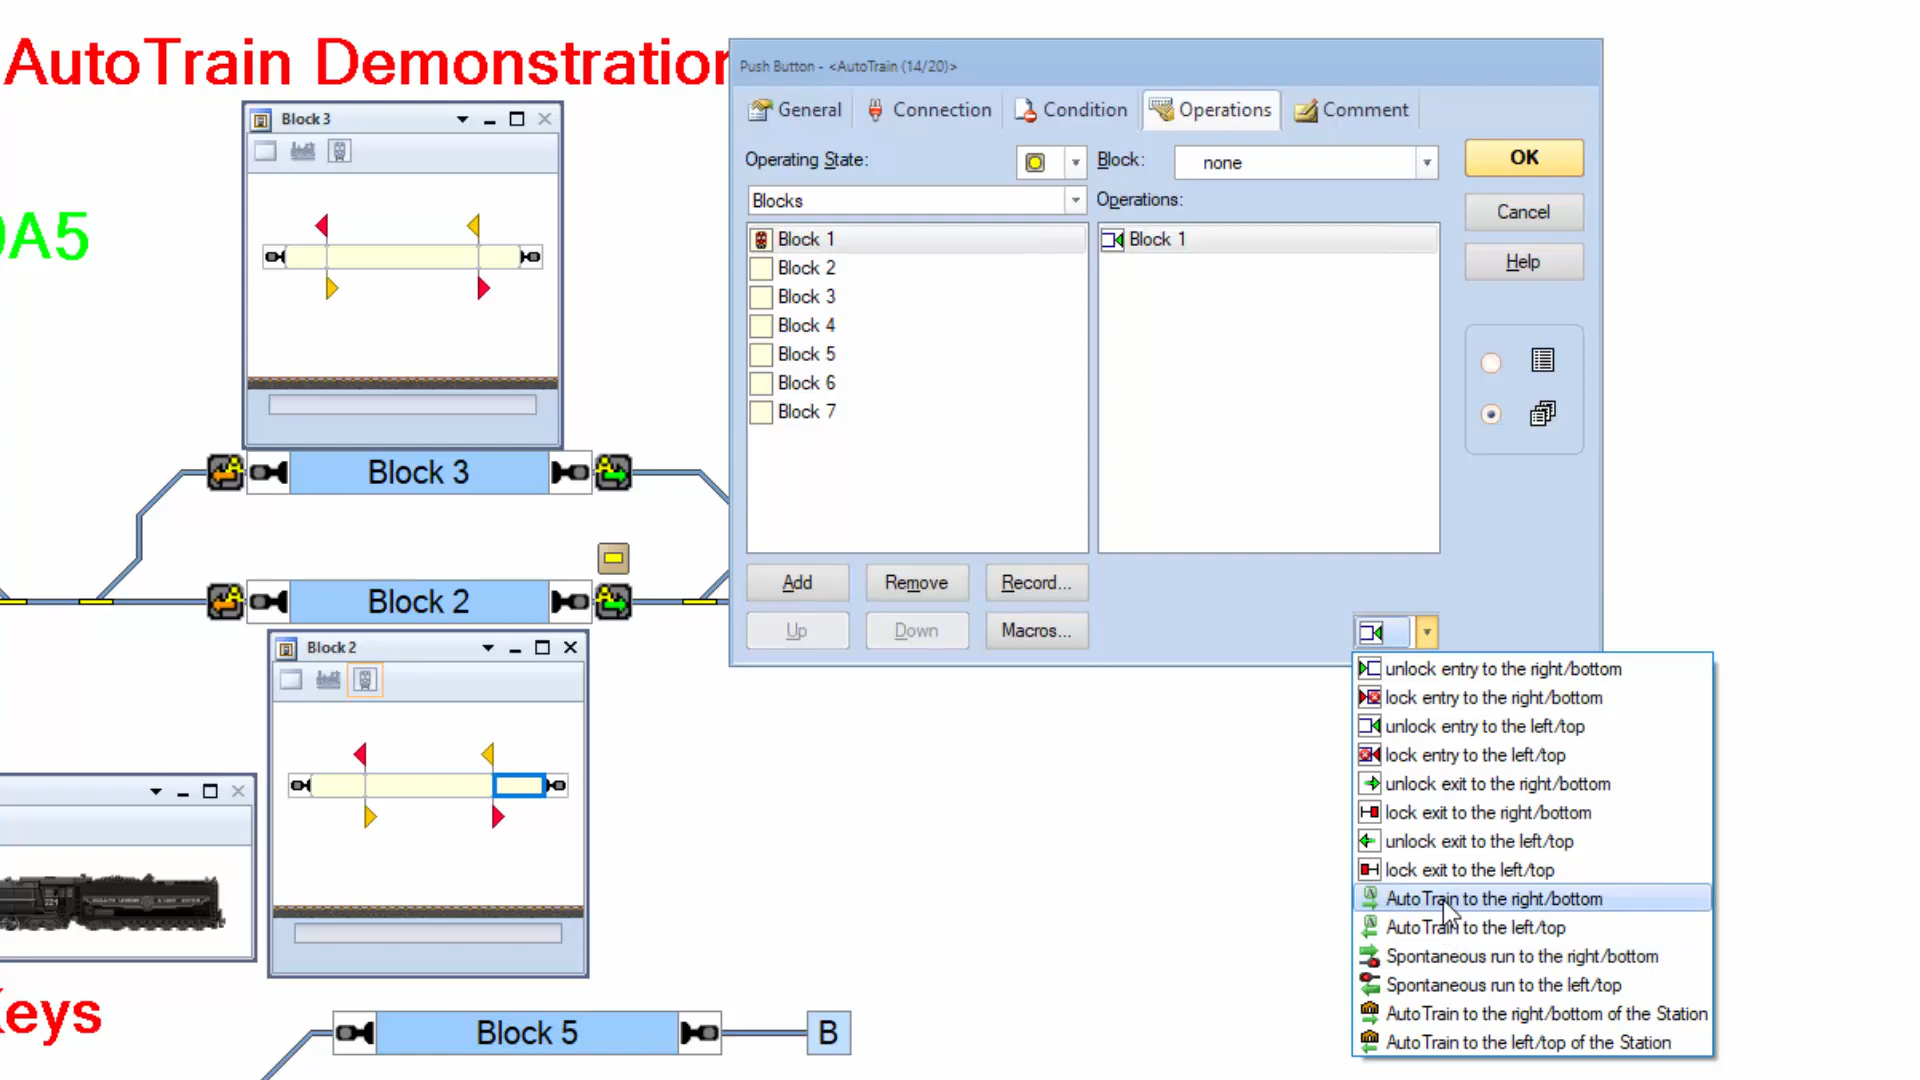 AutoTrain Demonstration
Block 3
A5
Block 3
Block 2
Block 2
221
Keys
Block 5
B
Push Button - <AutoTrain (14/20)>
General
Connection
Condition
Operations
Comment
Operating State:
Block:
none
OK
Blocks
Operations:
Cancel
Block 1
Block 2
Block 3
Block 4
Block 5
Block 6
Block 7
Block 1
Help
Add
Remove
Record...
Up
Down
Macros...
unlock entry to the right/bottom
lock entry to the right/bottom
unlock entry to the left/top
lock entry to the left/top
unlock exit to the right/bottom
lock exit to the right/bottom
unlock exit to the left/top
lock exit to the left/top
AutoTrain to the right/bottom
AutoTrain to the left/top
Spontaneous run to the right/bottom
Spontaneous run to the left/top
AutoTrain to the right/bottom of the Station
AutoTrain to the left/top of the Station